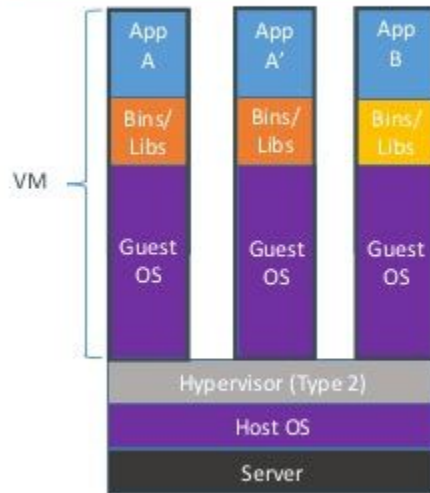 App
A
App
A’
App
B
Bins/
Libs
Bins/
Libs
Bins/
Libs
VM
Guest
OS
Guest
OS
Guest
OS
Hypervisor (Type 2)
Host OS
Server